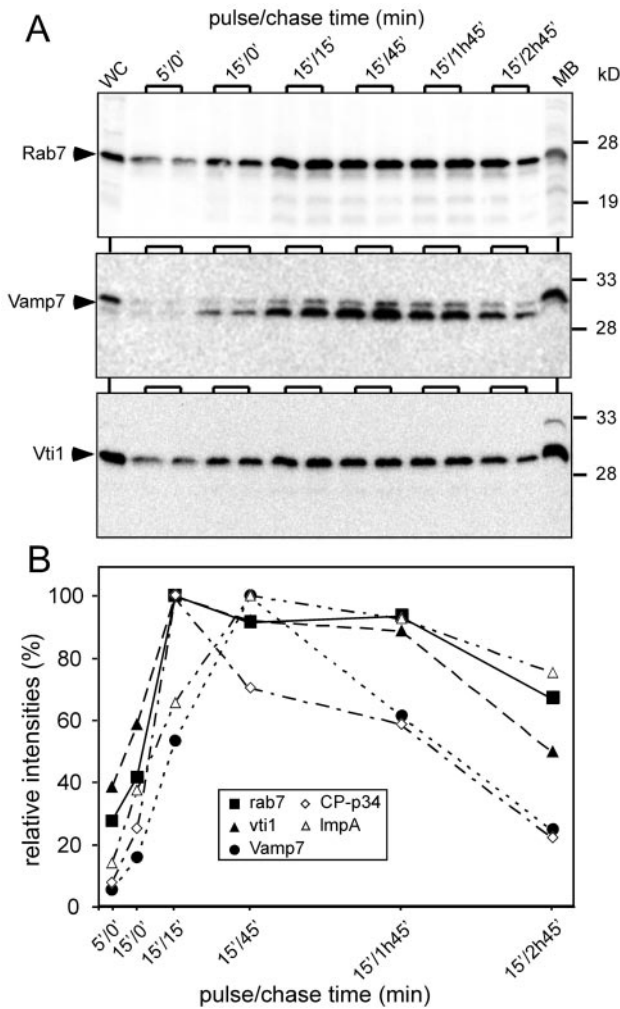 A
pulse/chase time (min)
WC 5'/0' 15'/0' 15'/15' 15'/45' 15'/1h45' 15'/2h45' MB kD
Rab7
28
19
Vamp7
33
28
Vti1
33
28
B
relative intensities (%)
100
80
60
40
20
0
rab7 CP-p34
vti1 lmpA
Vamp7
5'/0' 15'/0' 15'/15' 15'/45' 15'/1h45' 15'/2h45'
pulse/chase time (min)